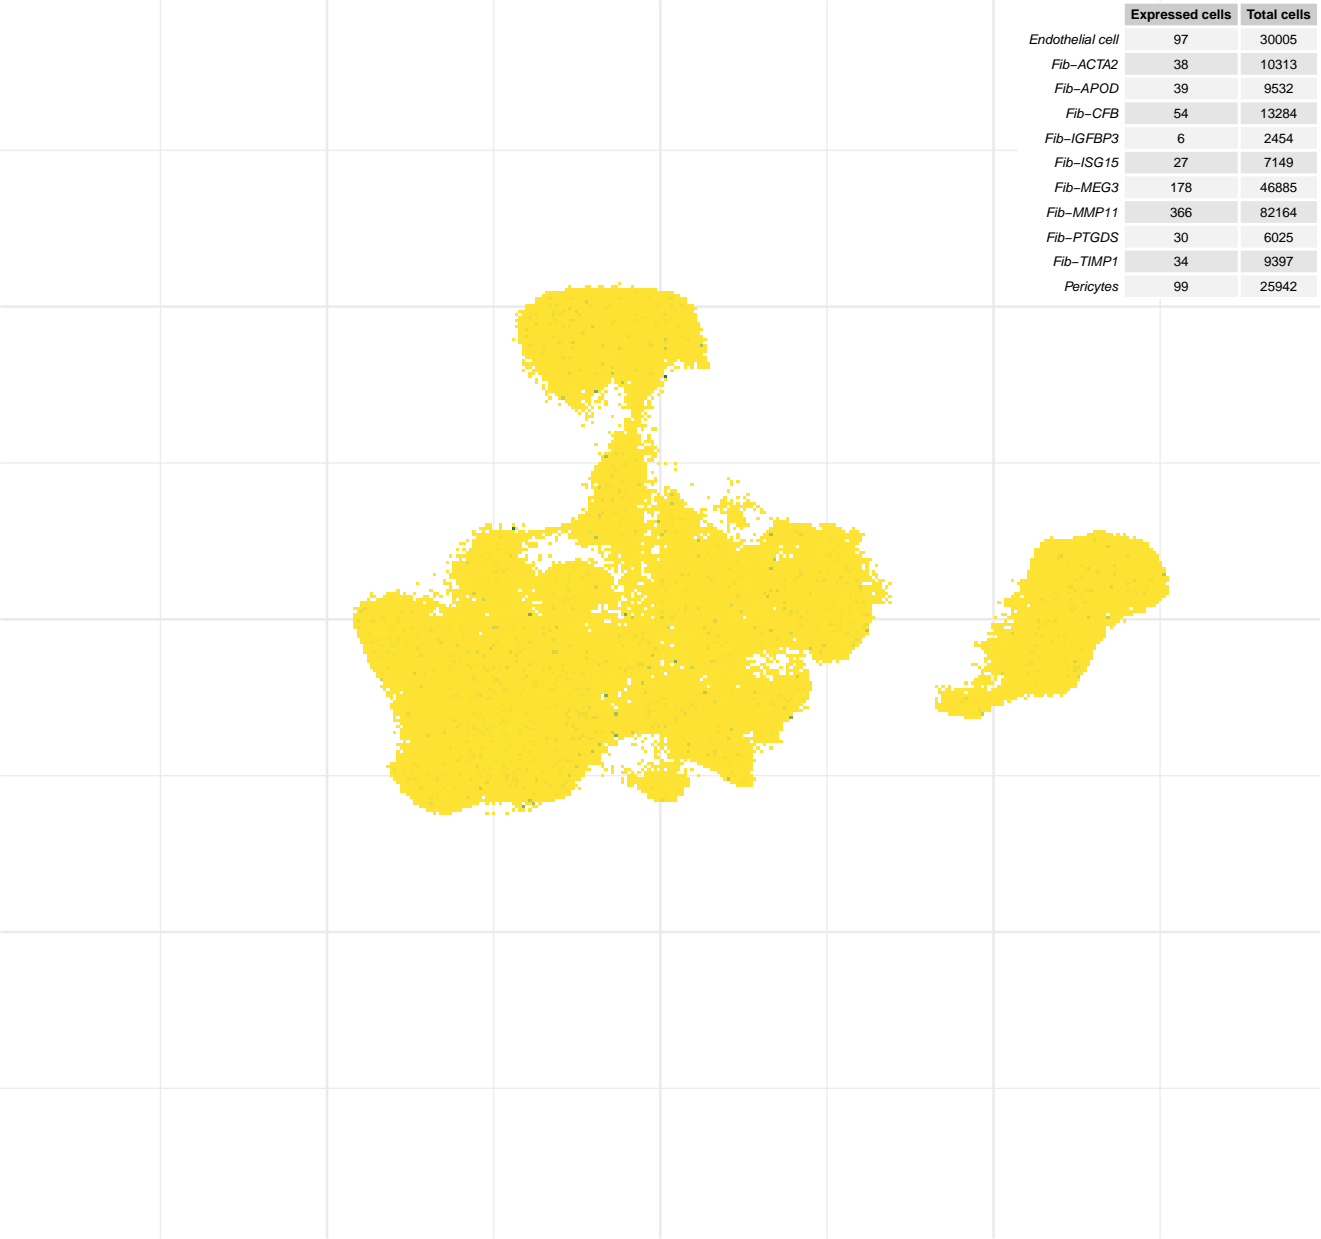 Expressed cells Total cells
Endothelial cell 97 30005
Fib−ACTA2 38 10313
Fib−APOD 39 9532
Fib−CFB 54 13284
Fib−IGFBP3 6 2454
Fib−ISG15 27 7149
Fib−MEG3 178 46885
Fib−MMP11 366 82164
Fib−PTGDS 30 6025
Fib−TIMP1 34 9397
Pericytes 99 25942